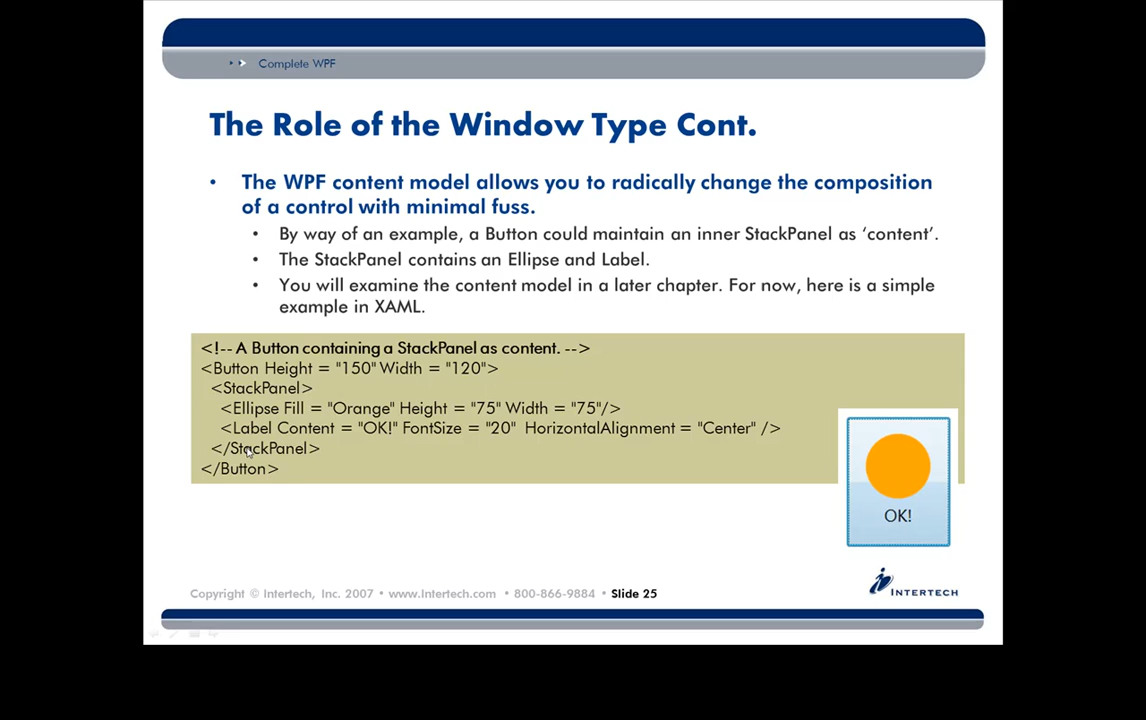 Complete WPF
The Role of the Window Type Cont.
• The WPF content model allows you to radically change the composition
of a control with minimal fuss.
• By way of an example, a Button could maintain an inner StackPanel as ‘content’.
• The StackPanel contains an Ellipse and Label.
• You will examine the content model in a later chapter. For now, here is a simple
example in XAML.
<!-- A Button containing a StackPanel as content. -->
<Button Height = "150" Width = "120">
<StackPanel>
<Ellipse Fill = "Orange" Height = "75" Width = "75"/>
<Label Content = "OK!" FontSize = "20" HorizontalAlignment = "Center" />
</StackPanel>
</Button>
OK!
INTERTECH
Copyright © Intertech, Inc. 2007 • www.Intertech.com • 800-866-9884 • Slide 25